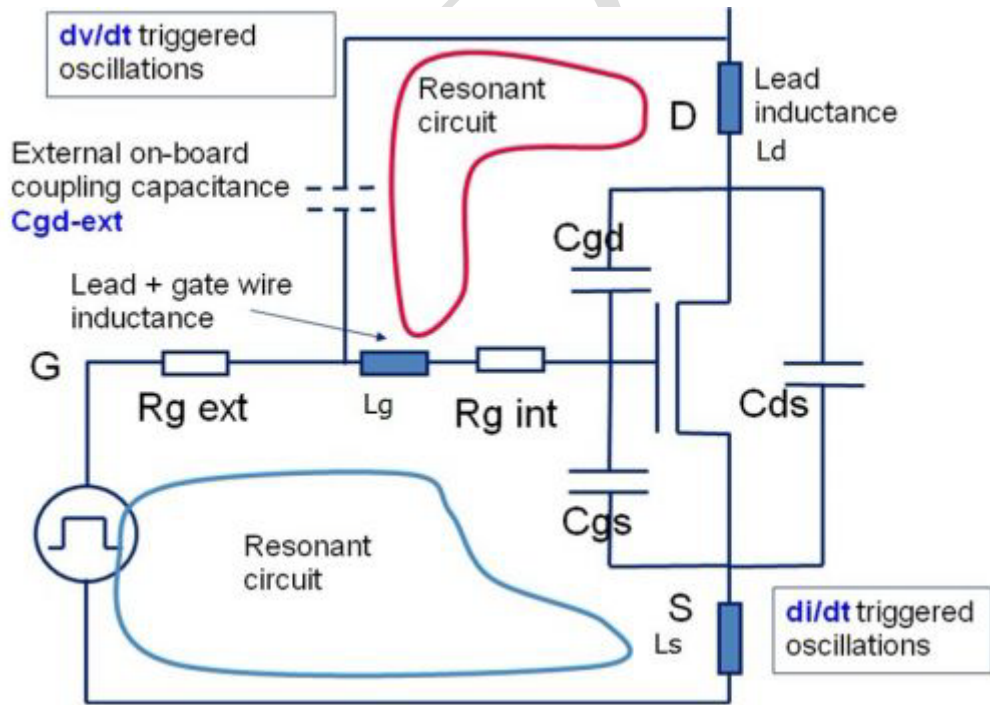 dv/dt triggered
oscillations
Resonant
circuit
D
Lead
inductance
Ld
External on-board
coupling capacitance
Cgd-ext
Cgd
Lead + gate wire
inductance
G
Rg ext
Lg
Rg int
Cds
Cgs
Resonant
circuit
S
Ls
di/dt triggered
oscillations